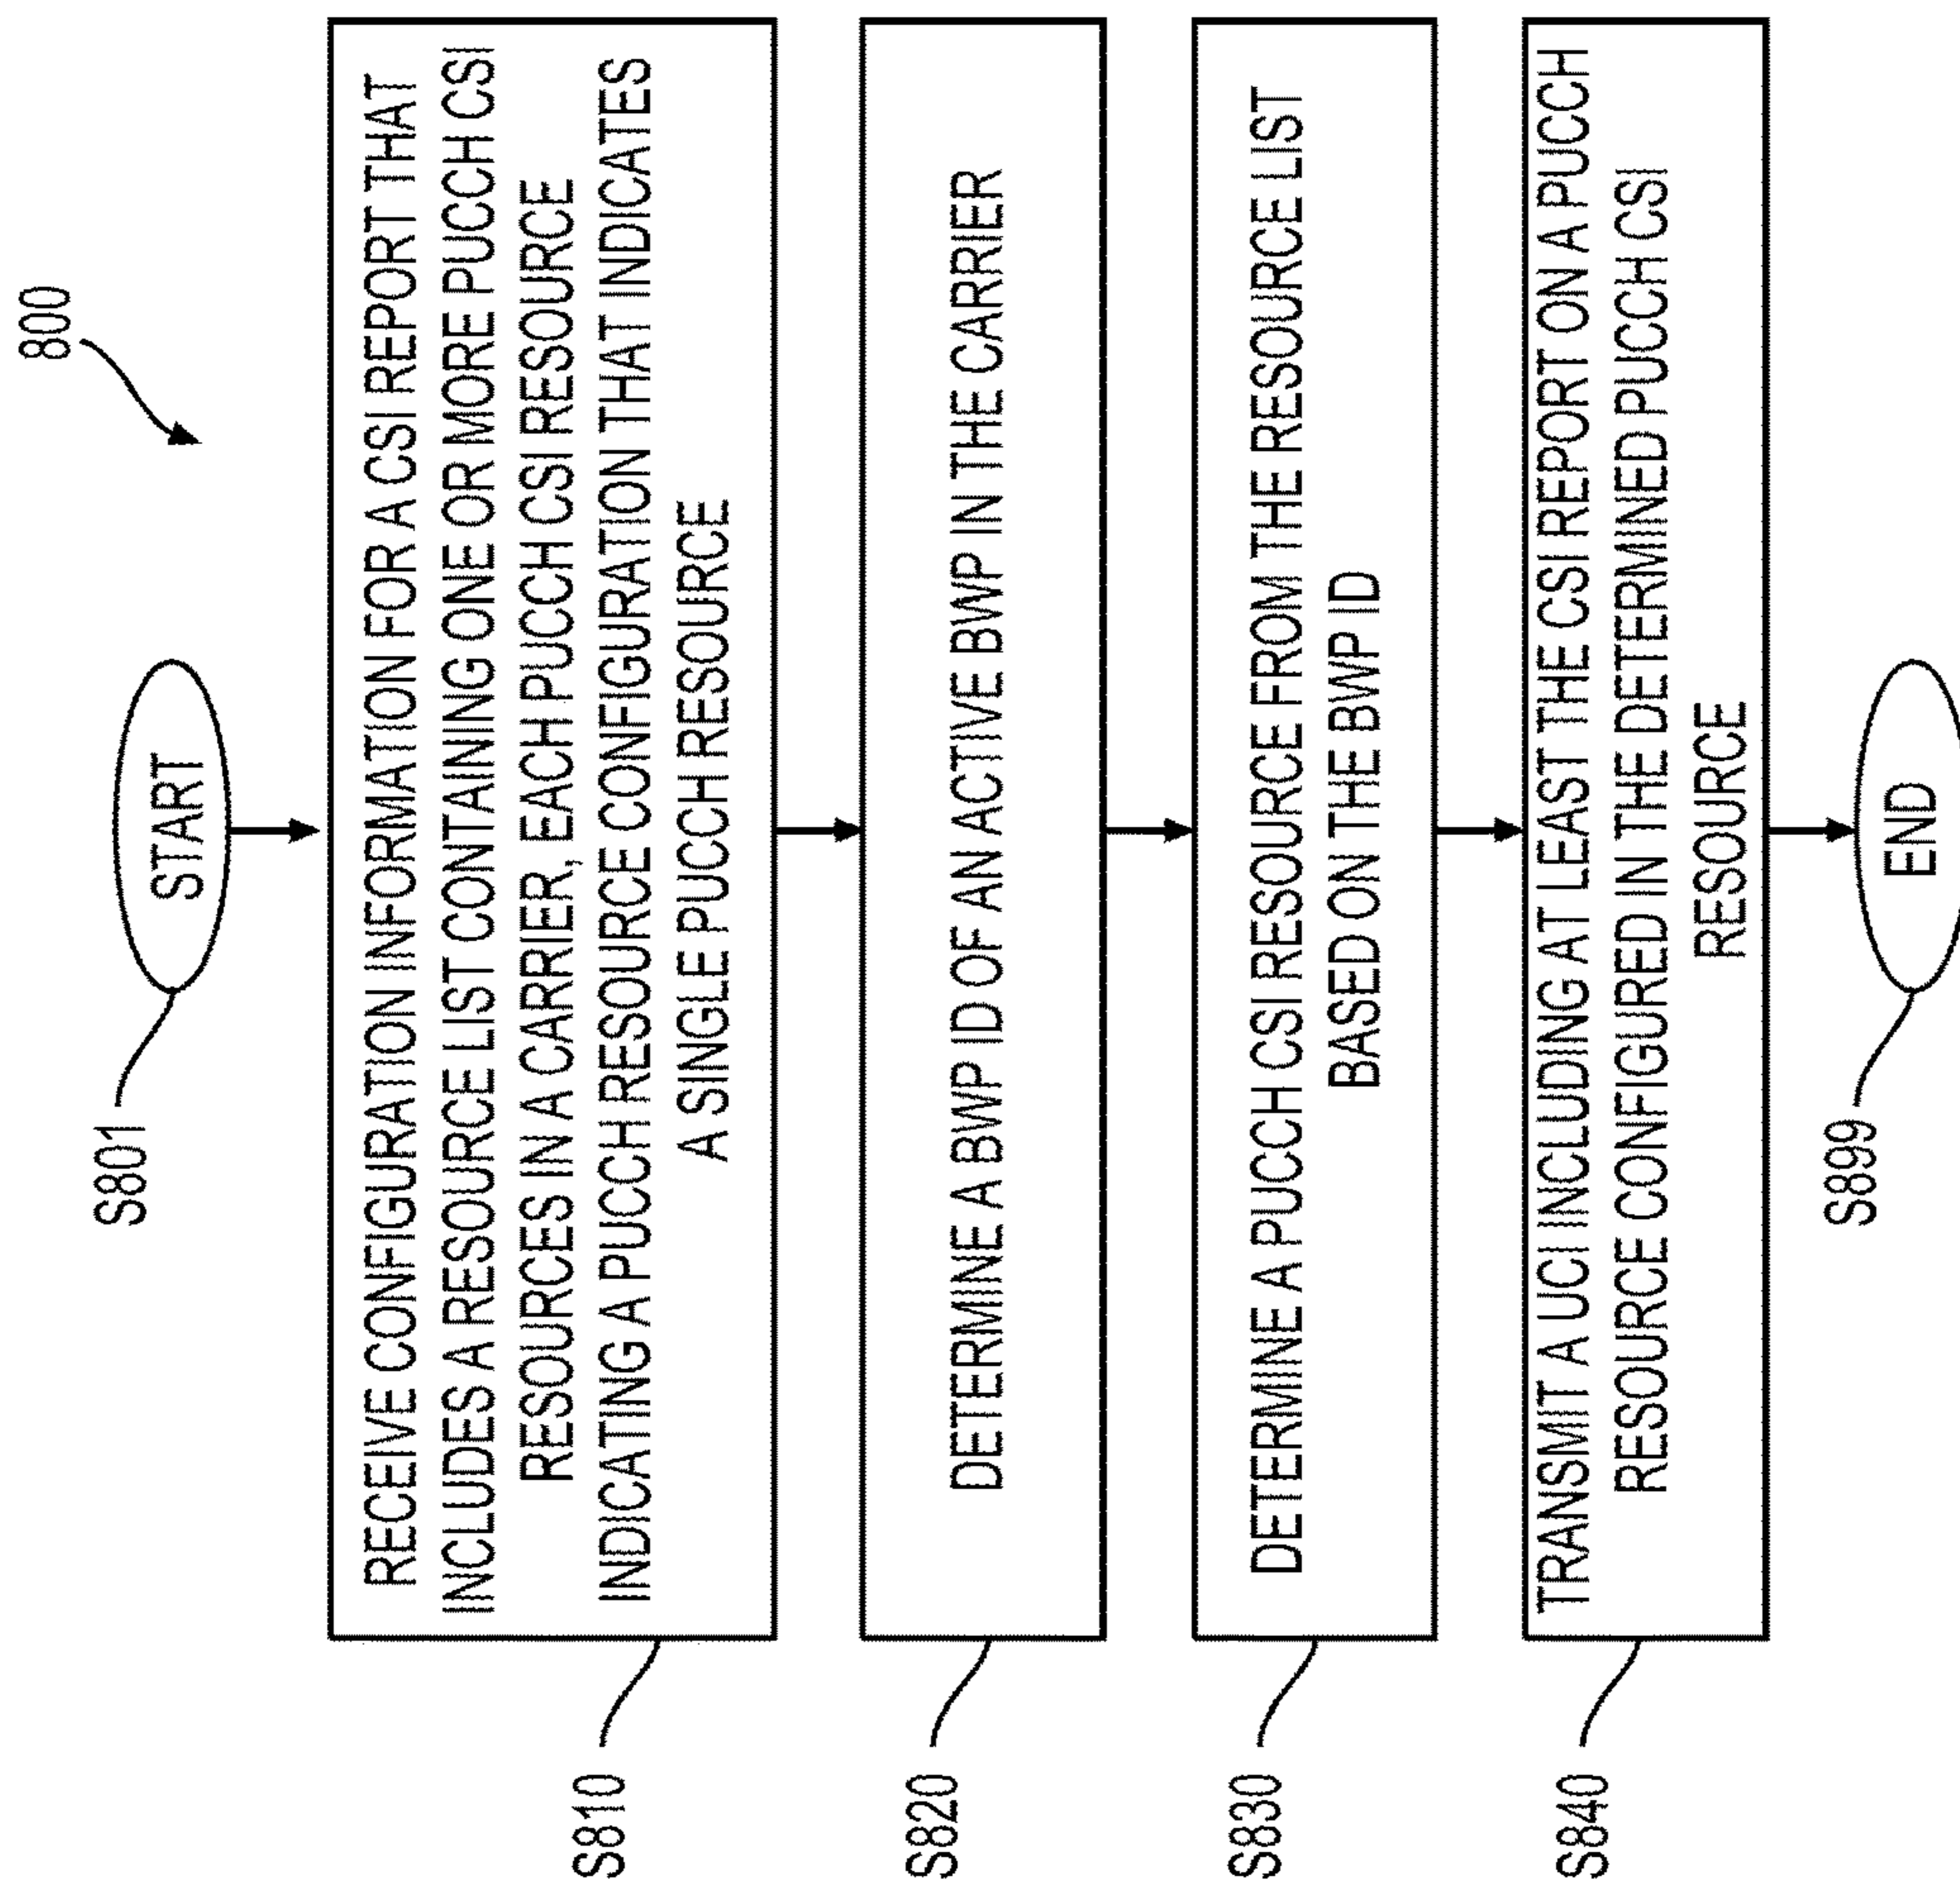 800
START
S801
RECEIVE CONFIGURATION INFORMATION FOR A CSI REPORT THAT
INCLUDES A RESOURCE LIST CONTAINING ONE OR MORE PUCCH CSI
RESOURCES IN A CARRIER, EACH PUCCH CSI RESOURCE
INDICATING A PUCCH RESOURCE CONFIGURATION THAT INDICATES
A SINGLE PUCCH RESOURCE
S810
DETERMINE A BWP ID OF AN ACTIVE BWP IN THE CARRIER
S820
DETERMINE A PUCCH CSI RESOURCE FROM THE RESOURCE LIST
BASED ON THE BWP ID
S830
TRANSMIT A UCI INCLUDING AT LEAST THE CSI REPORT ON A PUCCH
RESOURCE CONFIGURED IN THE DETERMINED PUCCH CSI
RESOURCE
S840
END
S899